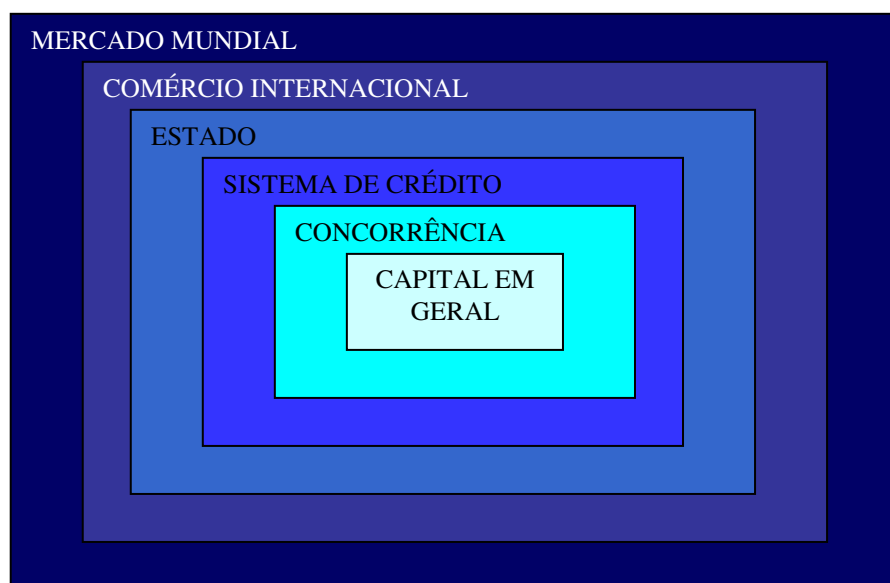 MERCADO MUNDIAL
COMÉRCIO INTERNACIONAL
ESTADO
SISTEMA DE CRÉDITO
CONCORRÊNCIA
CAPITAL EM
GERAL